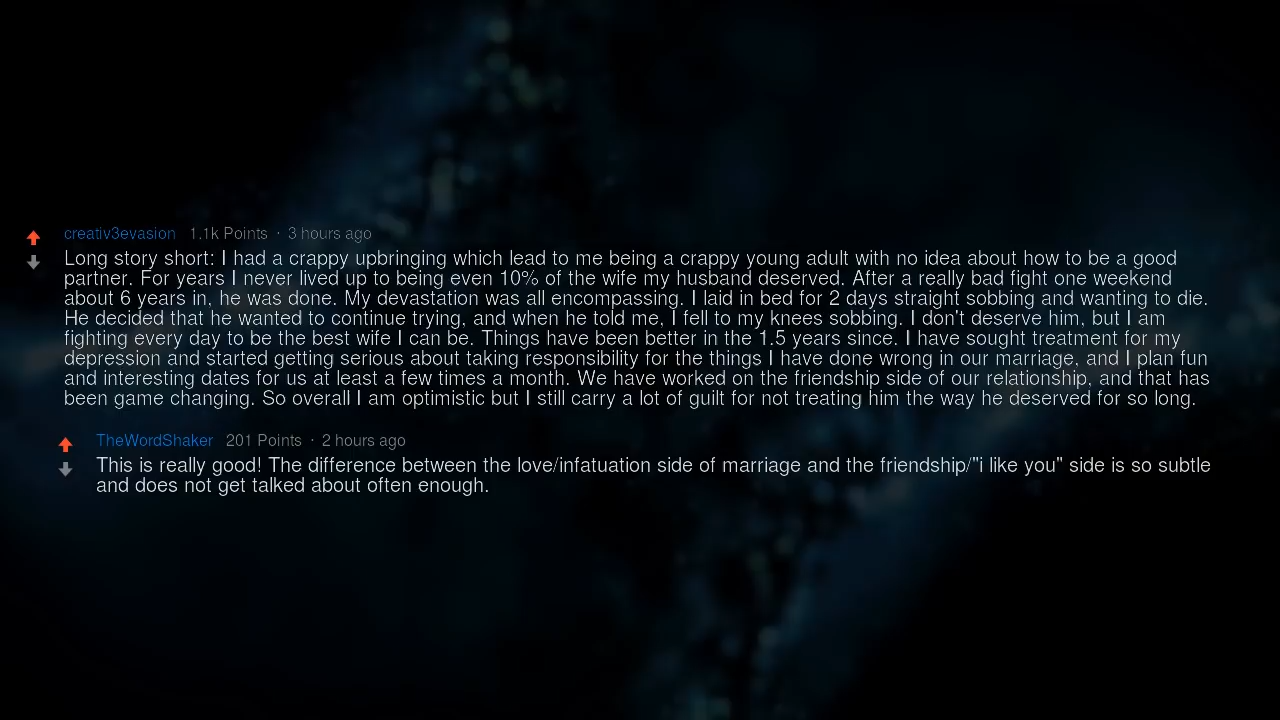 creativ3evasion 1.1k Points · 3 hours ago
Long story short: I had a crappy upbringing which lead to me being a crappy young adult with no idea about how to be a good
partner. For years I never lived up to being even 10% of the wife my husband deserved. After a really bad fight one weekend
about 6 years in, he was done. My devastation was all encompassing. I laid in bed for 2 days straight sobbing and wanting to die.
He decided that he wanted to continue trying, and when he told me, I fell to my knees sobbing. I don't deserve him, but I am
fighting every day to be the best wife I can be. Things have been better in the 1.5 years since. I have sought treatment for my
depression and started getting serious about taking responsibility for the things I have done wrong in our marriage, and I plan fun
and interesting dates for us at least a few times a month. We have worked on the friendship side of our relationship, and that has
been game changing. So overall I am optimistic but I still carry a lot of guilt for not treating him the way he deserved for so long.
TheWordShaker 201 Points · 2 hours ago
This is really good! The difference between the love/infatuation side of marriage and the friendship/"i like you" side is so subtle
and does not get talked about often enough.